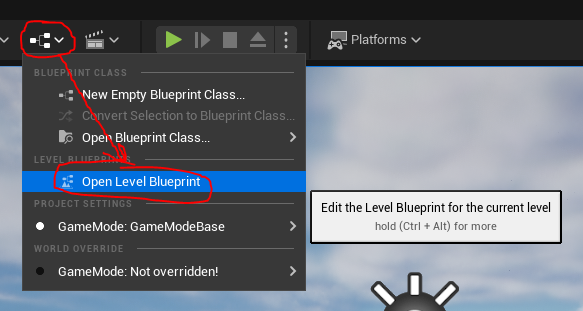 Platforms
BLUEPRINT CLASS
New Empty Blueprint Class...
Convert Selection to Blueprint Class...
Open Blueprint Class...
LEVEL BLUEPRINTS
Open Level Blueprint
Edit the Level Blueprint for the current level
hold (Ctrl + Alt) for more
PROJECT SETTINGS
GameMode: GameModeBase
WORLD OVERRIDE
GameMode: Not overridden!